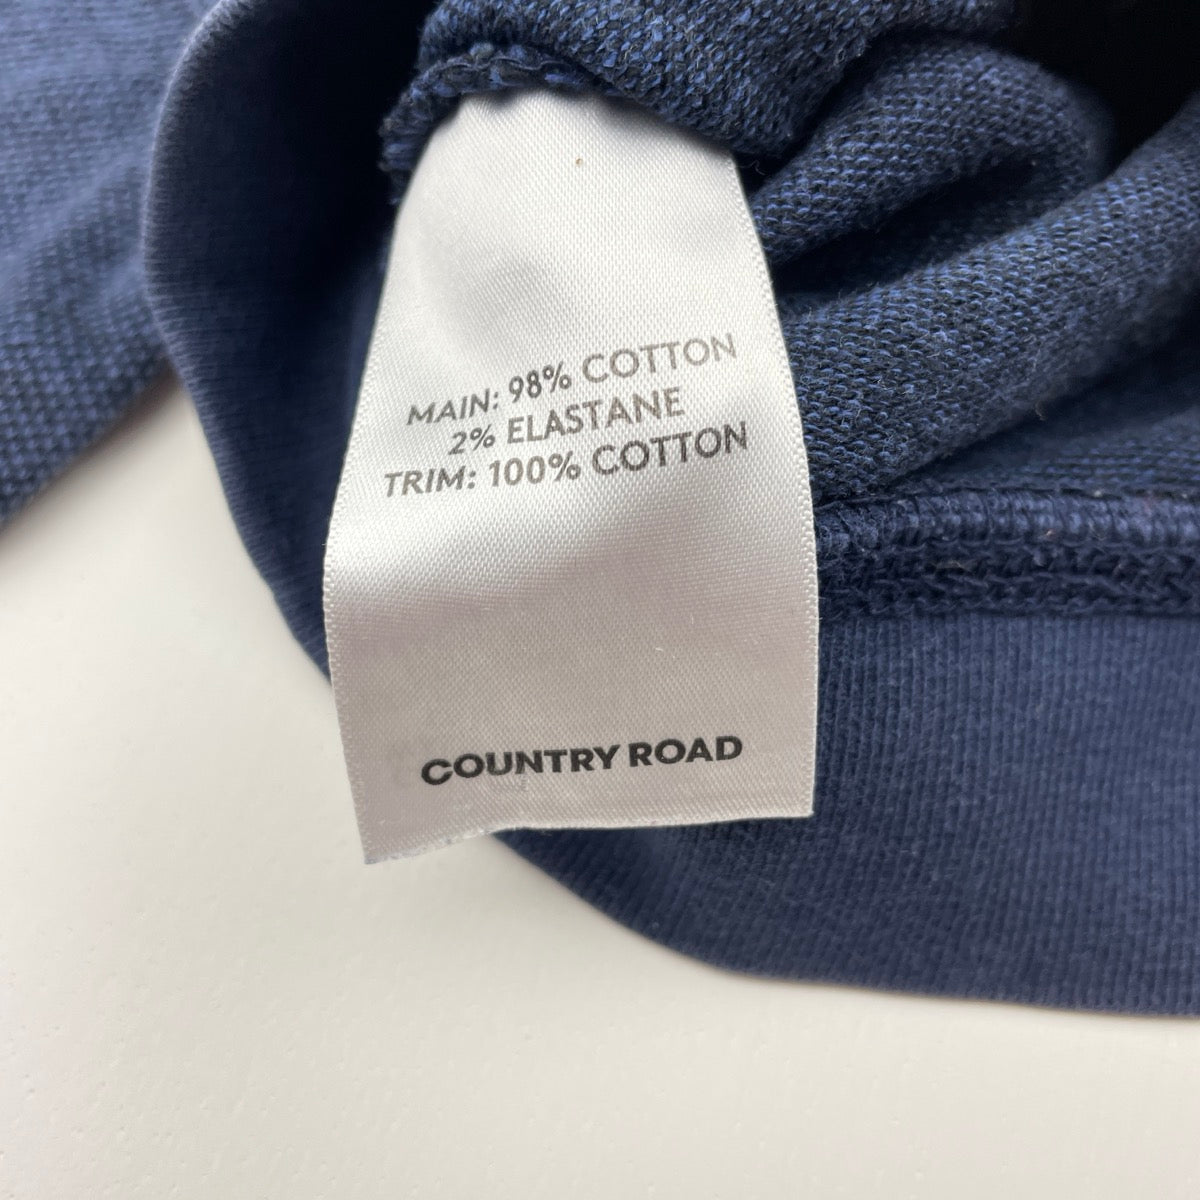 MAIN: 98% COTTON
2% ELASTANE
TRIM: 100% COTTON
COUNTRY ROAD